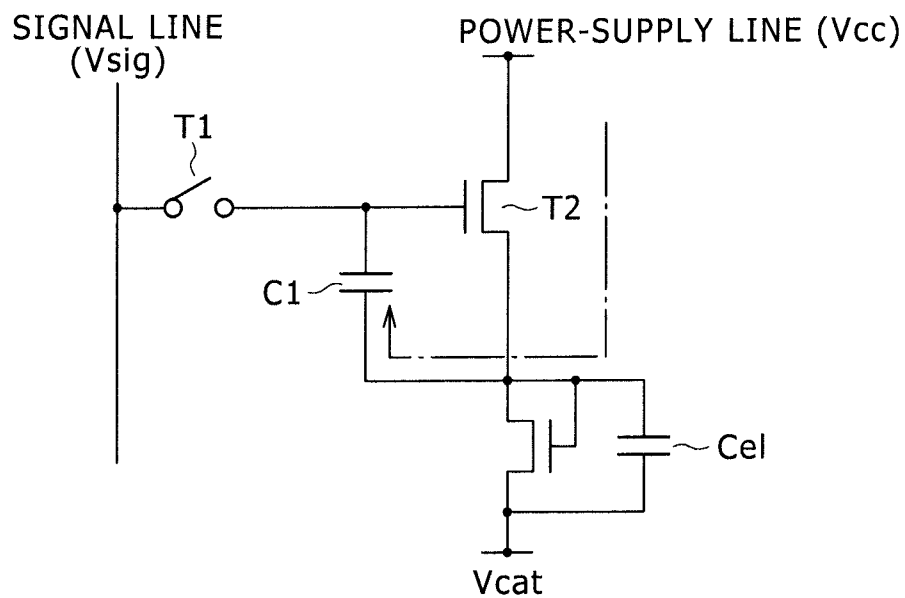 SIGNAL LINE
(Vsig)
POWER-SUPPLY LINE (Vcc)
T1
T2
C1
Cel
Vcat